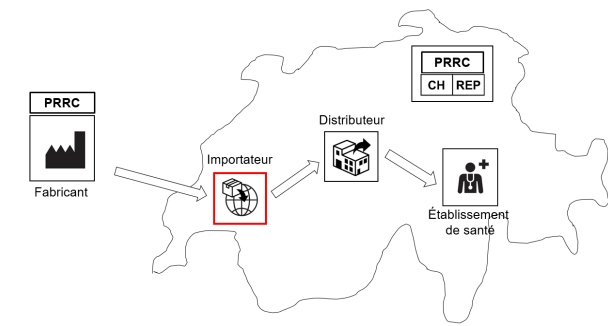 PRRC
CH REP
PRRC
Distributeur
Importateur
Fabricant
Établissement
de santé